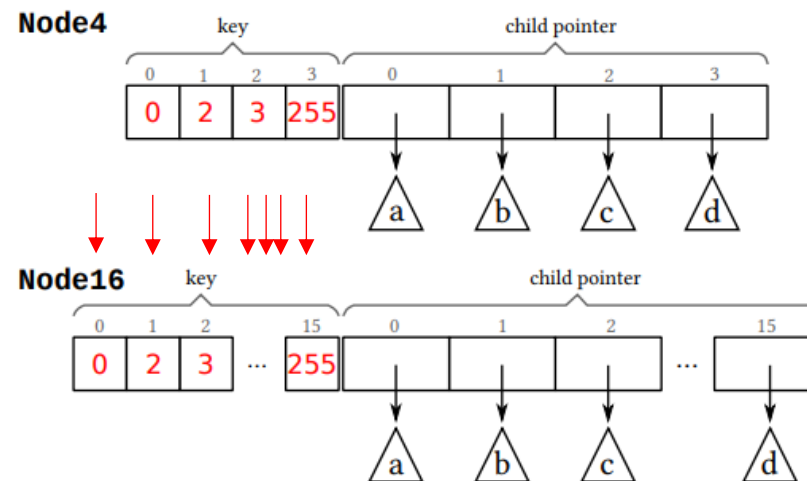 Node4
key child pointer
0 1 2 3 0 1 2 3
0 2 3 255
a b c d
Node16
key child pointer
0 1 2 15 0 1 2 15
0 2 3 ... 255 ...
a b c d